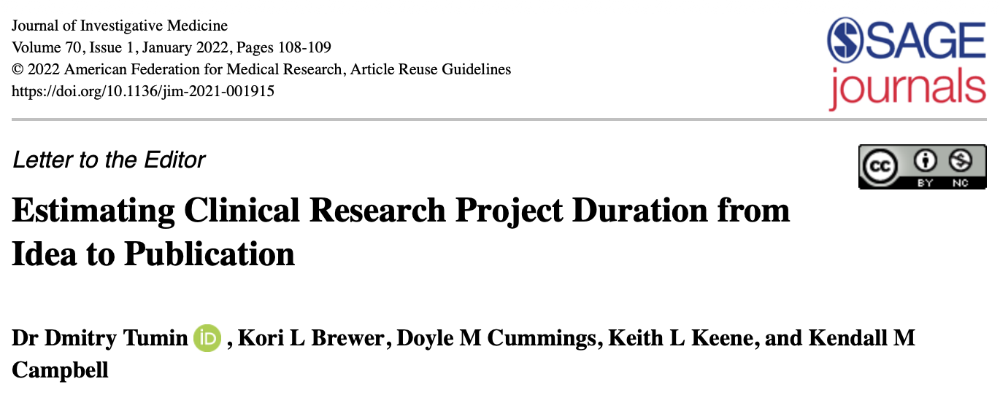 Journal of Investigative Medicine
Volume 70, Issue 1, January 2022, Pages 108-109
© 2022 American Federation for Medical Research, Article Reuse Guidelines
https://doi.org/10.1136/jim-2021-001915
SSAGE
journals
Letter to the Editor
cc
BY NC
Estimating Clinical Research Project Duration from
Idea to Publication
Dr Dmitry Tumin iD , Kori L Brewer, Doyle M Cummings, Keith L Keene, and Kendall M
Campbell